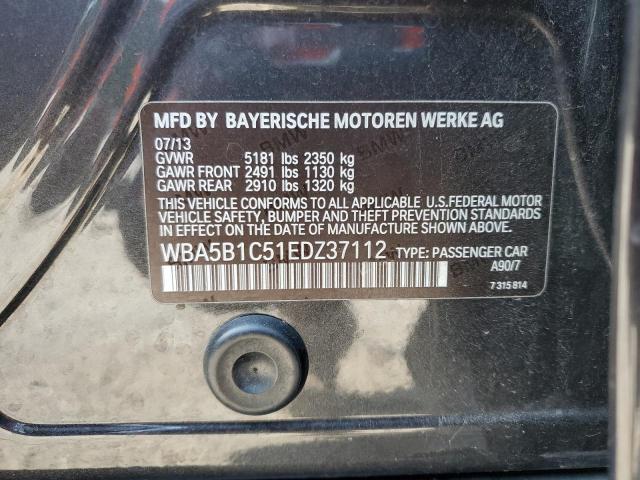 MFD BY BAYERISCHE MOTOREN WERKE AG
07/13
GVWR 5181 lbs 2350 kg
GAWR FRONT 2491 lbs 1130 kg
GAWR REAR 2910 lbs 1320 kg
THIS VEHICLE CONFORMS TO ALL APPLICABLE U.S.FEDERAL MOTOR
VEHICLE SAFETY, BUMPER AND THEFT PREVENTION STANDARDS
IN EFFECT ON THE DATE OF MANUFACTURE SHOWN ABOVE.
WBA5B1C51EDZ37112 TYPE: PASSENGER CAR
A90/7
7 315 814